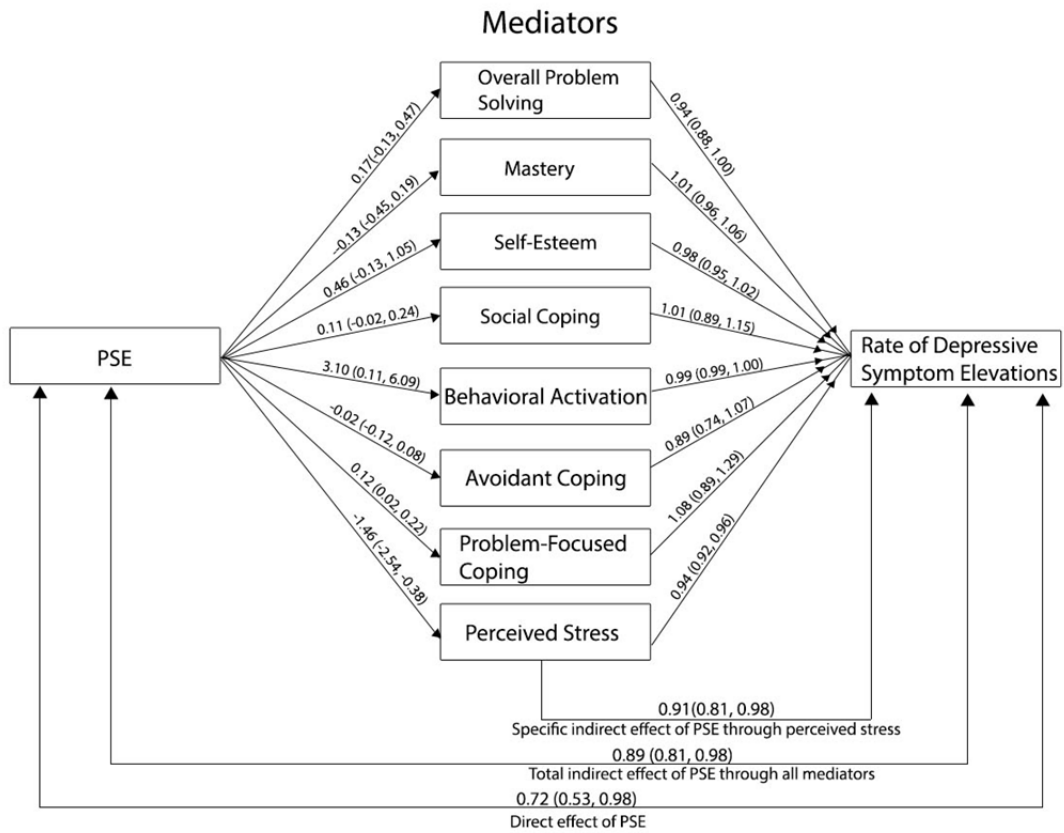 Mediators
Overall Problem
Solving
Mastery
Self-Esteem
Social Coping
Behavioral Activation
Avoidant Coping
Problem-Focused
Coping
Perceived Stress
PSE
Rate of Depressive
Symptom Elevations
0.17(-0.13, 0.47)
-0.13 (-0.45, 0.19)
0.46 (-0.13, 1.05)
0.11 (-0.02, 0.24)
3.10 (0.11, 6.09)
-0.02 (-0.12, 0.08)
0.12 (0.02, 0.22)
-1.46 (-2.54, -0.38)
0.94 (0.88, 1.00)
1.01 (0.96, 1.06)
0.98 (0.95, 1.02)
1.01 (0.89, 1.15)
0.99 (0.99, 1.00)
0.89 (0.74, 1.07)
1.08 (0.89, 1.29)
0.94 (0.92, 0.96)
0.91(0.81, 0.98)
Specific indirect effect of PSE through perceived stress
0.89 (0.81, 0.98)
Total indirect effect of PSE through all mediators
0.72 (0.53, 0.98)
Direct effect of PSE